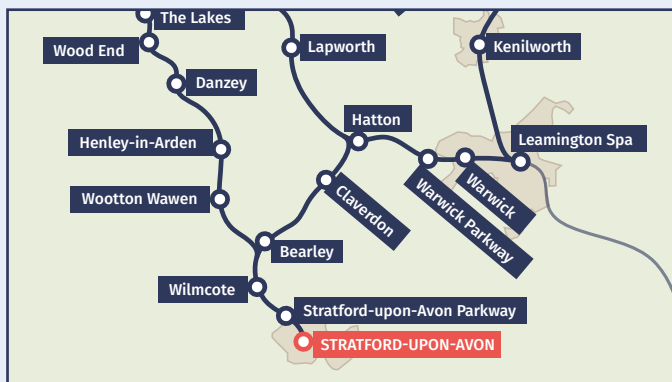 The Lakes
Wood End
Lapworth
Kenilworth
Danzey
Hatton
Henley-in-Arden
Leamington Spa
Wootton Wawen
Claverdon
Warwick Parkway
Warwick
Bearley
Wilmcote
Stratford-upon-Avon Parkway
STRATFORD-UPON-AVON